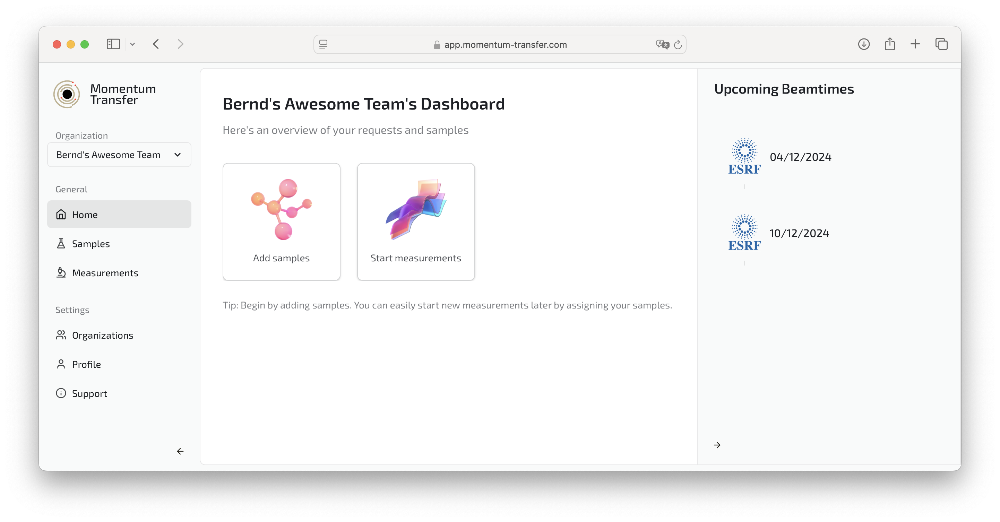 app.momentum-transfer.com
Momentum
Transfer
Organization
Bernd's Awesome Team
General
Home
Samples
Measurements
Settings
Organizations
Profile
Support
Bernd's Awesome Team's Dashboard
Here's an overview of your requests and samples
Add samples
Start measurements
Tip: Begin by adding samples. You can easily start new measurements later by assigning your samples.
Upcoming Beamtimes
ESRF
04/12/2024
ESRF
10/12/2024